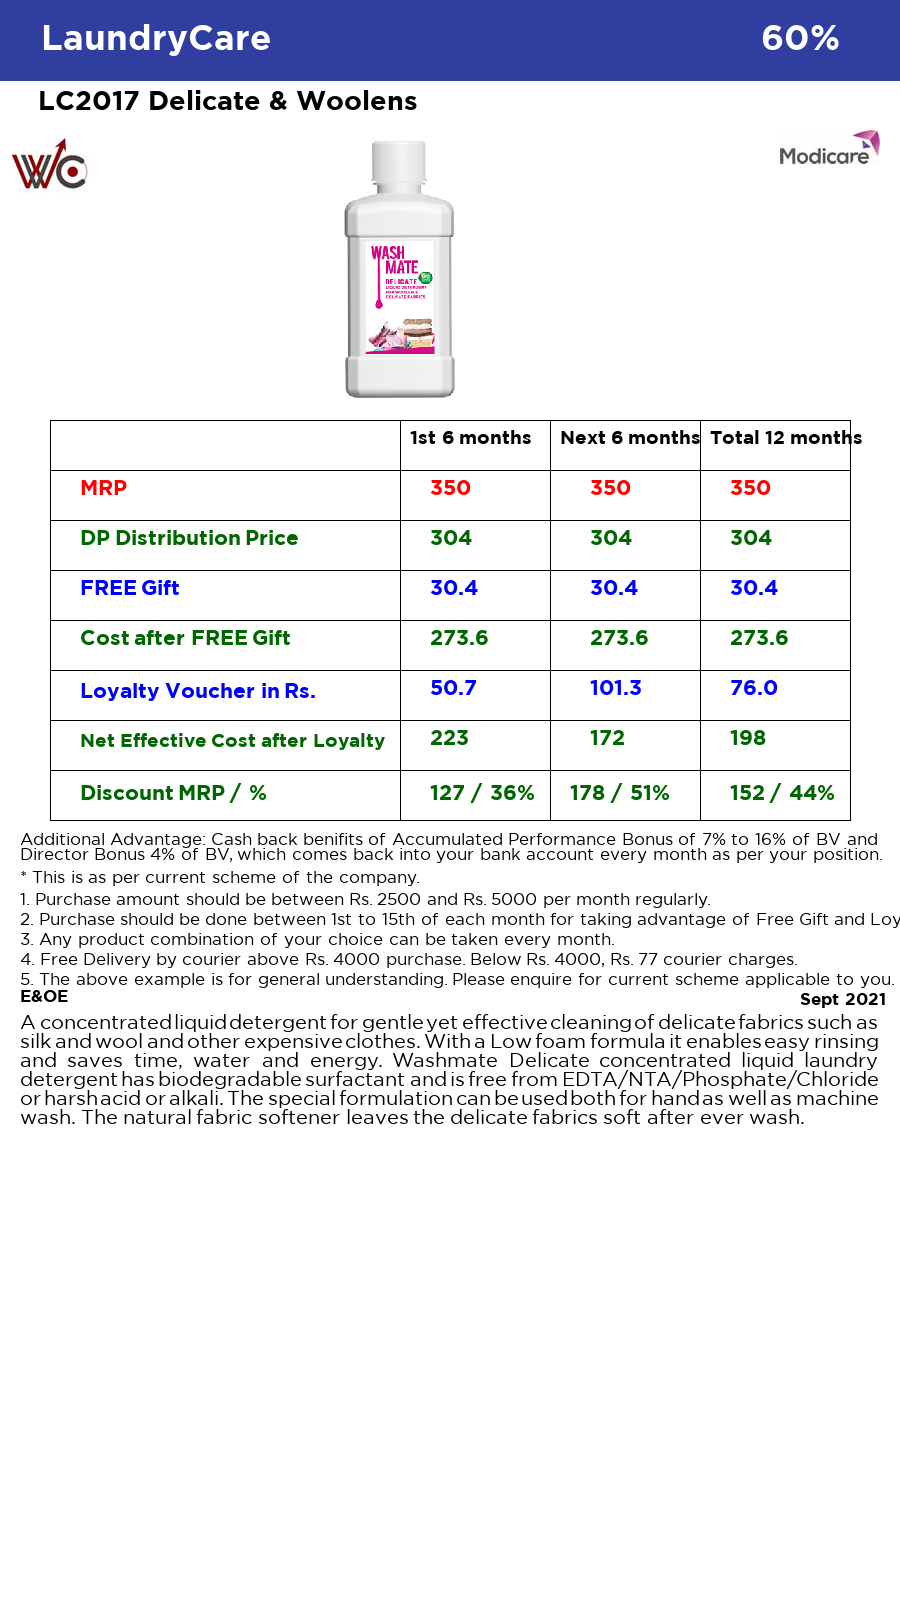 LaundryCare 60%
LC2017 Delicate & Woolens
WC
Modicare
WASH
MATE
DELICATE
LIQUID DETERGENT
FOR WOOLEN &
DELICATE FABRICS
1st 6 months Next 6 months Total 12 months
MRP 350 350 350
DP Distribution Price 304 304 304
FREE Gift 30.4 30.4 30.4
Cost after FREE Gift 273.6 273.6 273.6
Loyalty Voucher in Rs. 50.7 101.3 76.0
Net Effective Cost after Loyalty 223 172 198
Discount MRP / % 127 / 36% 178 / 51% 152 / 44%
Additional Advantage: Cash back benifits of Accumulated Performance Bonus of 7% to 16% of BV and
Director Bonus 4% of BV, which comes back into your bank account every month as per your position.
* This is as per current scheme of the company.
1. Purchase amount should be between Rs. 2500 and Rs. 5000 per month regularly.
2. Purchase should be done between 1st to 15th of each month for taking advantage of Free Gift and Loy
3. Any product combination of your choice can be taken every month.
4. Free Delivery by courier above Rs. 4000 purchase. Below Rs. 4000, Rs. 77 courier charges.
5. The above example is for general understanding. Please enquire for current scheme applicable to you.
E&OE Sept 2021
A concentrated liquid detergent for gentle yet effective cleaning of delicate fabrics such as
silk and wool and other expensive clothes. With a Low foam formula it enables easy rinsing
and saves time, water and energy. Washmate Delicate concentrated liquid laundry
detergent has biodegradable surfactant and is free from EDTA/NTA/Phosphate/Chloride
or harsh acid or alkali. The special formulation can be used both for hand as well as machine
wash. The natural fabric softener leaves the delicate fabrics soft after ever wash.